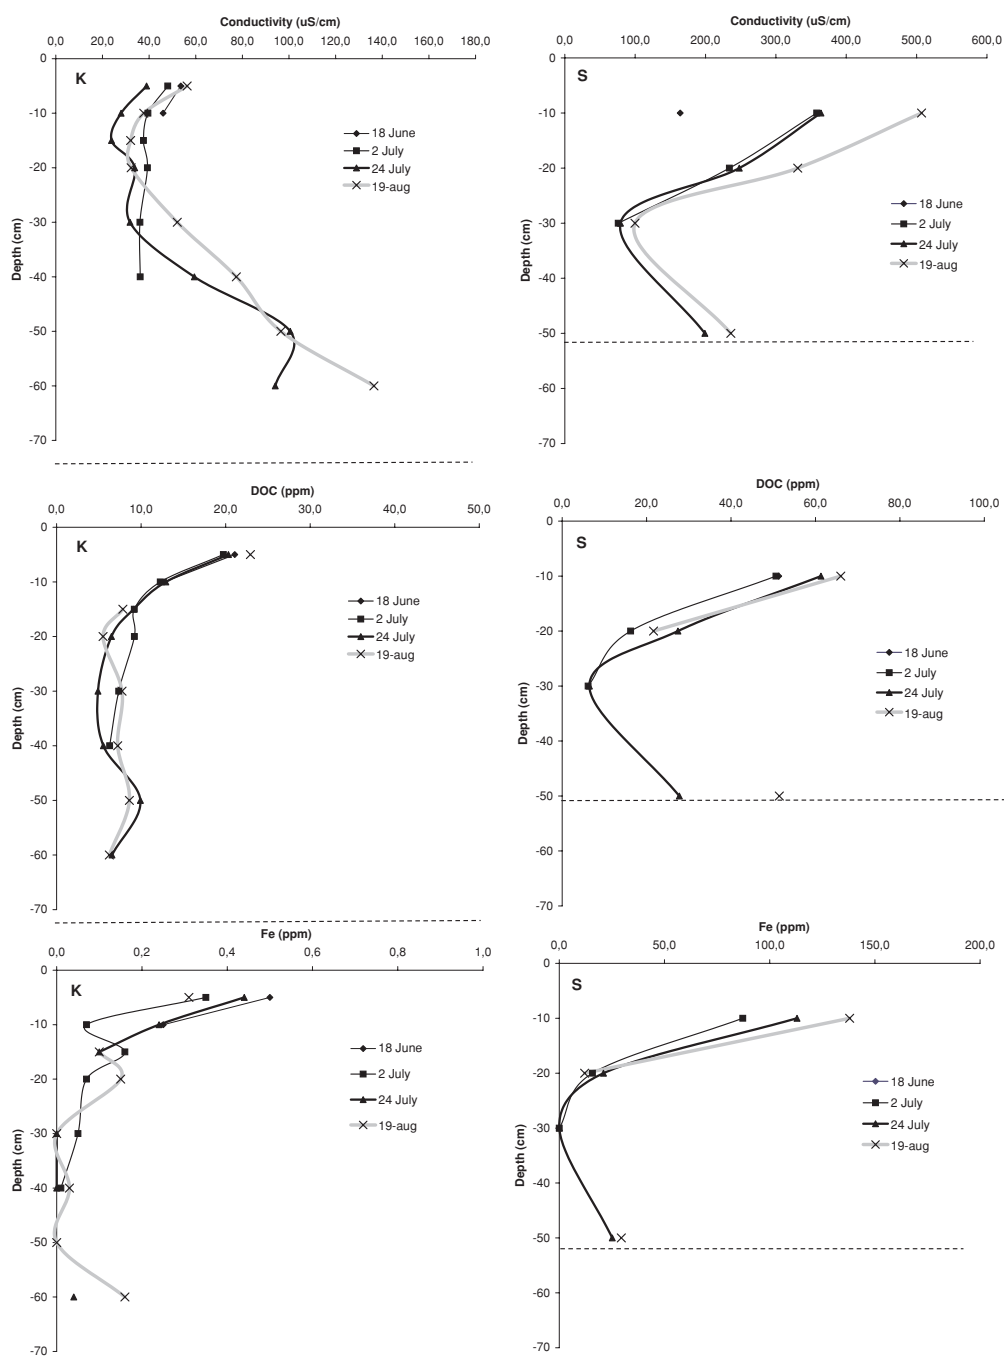 Conductivity (uS/cm)
0,0 20,0 40,0 60,0 80,0 100,0 120,0 140,0 160,0 180,0
0
-10
-20
-30
-40
-50
-60
-70
Depth (cm)
K
18 June
2 July
24 July
19-aug
Conductivity (uS/cm)
0,0 100,0 200,0 300,0 400,0 500,0 600,0
0
-10
-20
-30
-40
-50
-60
-70
Depth (cm)
S
18 June
2 July
24 July
19-aug
DOC (ppm)
0,0 10,0 20,0 30,0 40,0 50,0
0
-10
-20
-30
-40
-50
-60
-70
Depth (cm)
K
18 June
2 July
24 July
19-aug
DOC (ppm)
0,0 20,0 40,0 60,0 80,0 100,0
0
-10
-20
-30
-40
-50
-60
-70
Depth (cm)
S
18 June
2 July
24 July
19-aug
Fe (ppm)
0,0 0,2 0,4 0,6 0,8 1,0
0
-10
-20
-30
-40
-50
-60
-70
Depth (cm)
K
18 June
2 July
24 July
19-aug
Fe (ppm)
0,0 50,0 100,0 150,0 200,0
0
-10
-20
-30
-40
-50
-60
-70
Depth (cm)
S
18 June
2 July
24 July
19-aug